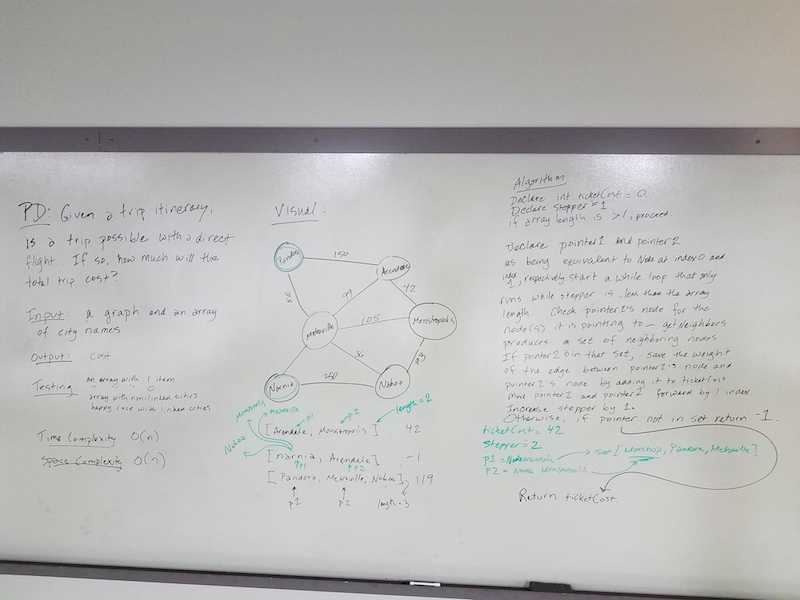 PD: Given a trip itinerary,
is a trip possible with a direct
flight. If so, how much will the
total trip cost?
Input a graph and an array
of city names
Output: cost
Testing an array with 1 item
array with non linked cities
happy case with linked cities
Time Complexity O(n)
Space Complexity O(n)
Visual
Pandora
150
Arendelle
99
42
Metroville
105
Monstropolis
Narnia
250
Naboo
Monstropolis, Metroville
Naboo
p1
p2
length = 2
[Arendale, Monstropolis] 42
[Narnia, Arendale] -1
p1
p2
[Pandora, Metroville, Naboo], 119
p1
p2
length = 3
Algorithm
Declare int ticketCost = 0
Declare stepper = 1
if array length is >1, proceed
Declare pointer1 and pointer2
as being equivalent to Node at index 0 and
index 1, respectively start a while loop that only
runs while stepper is less than the array
length. Check pointer1's node for the
node(s) it is pointing to — getNeighbors
produces a set of neighboring nodes
If pointer2 is in that set, save the weight
of the edge between pointer1's node and
pointer2's node by adding it to ticketCost
Move pointer1 and pointer2 forward by 1 index
Increase stepper by 1.
Otherwise, if pointer not in set return -1.
ticketCost = 42
stepper = 2
p1 =
set [
, Pandora, Metroville]
p2 =
Return ticketCost.